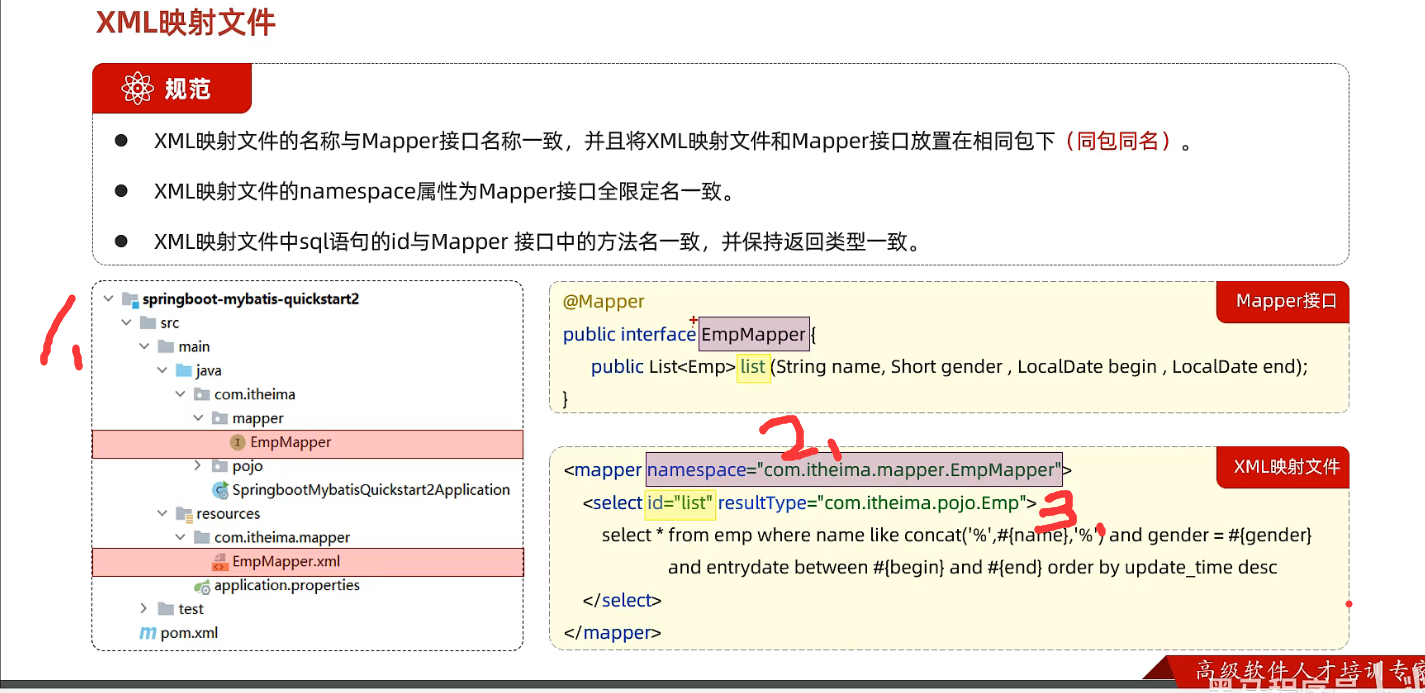 XML映射文件
规范
XML映射文件的名称与Mapper接口名称一致，并且将XML映射文件和Mapper接口放置在相同包下（同包同名）。
XML映射文件的namespace属性为Mapper接口全限定名一致。
XML映射文件中sql语句的id与Mapper 接口中的方法名一致，并保持返回类型一致。
1、
springboot-mybatis-quickstart2
src
main
java
com.itheima
mapper
EmpMapper
pojo
SpringbootMybatisQuickstart2Application
resources
com.itheima.mapper
EmpMapper.xml
application.properties
test
pom.xml
Mapper接口
@Mapper
public interface EmpMapper {
public List<Emp> list (String name, Short gender , LocalDate begin , LocalDate end);
}
2、
XML映射文件
<mapper namespace="com.itheima.mapper.EmpMapper">
<select id="list" resultType="com.itheima.pojo.Emp">
3、
select * from emp where name like concat('%',#{name},'%') and gender = #{gender}
and entrydate between #{begin} and #{end} order by update_time desc
</select>
</mapper>
高级软件人才培训专家